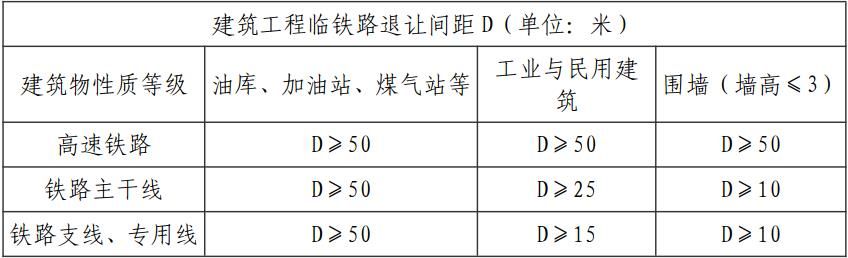 建筑工程临铁路退让间距D（单位：米）
建筑物性质等级 油库、加油站、煤气站等 工业与民用建筑 围墙（墙高≤3）
高速铁路 D≥50 D≥50 D≥50
铁路主干线 D≥50 D≥25 D≥10
铁路支线、专用线 D≥50 D≥15 D≥10